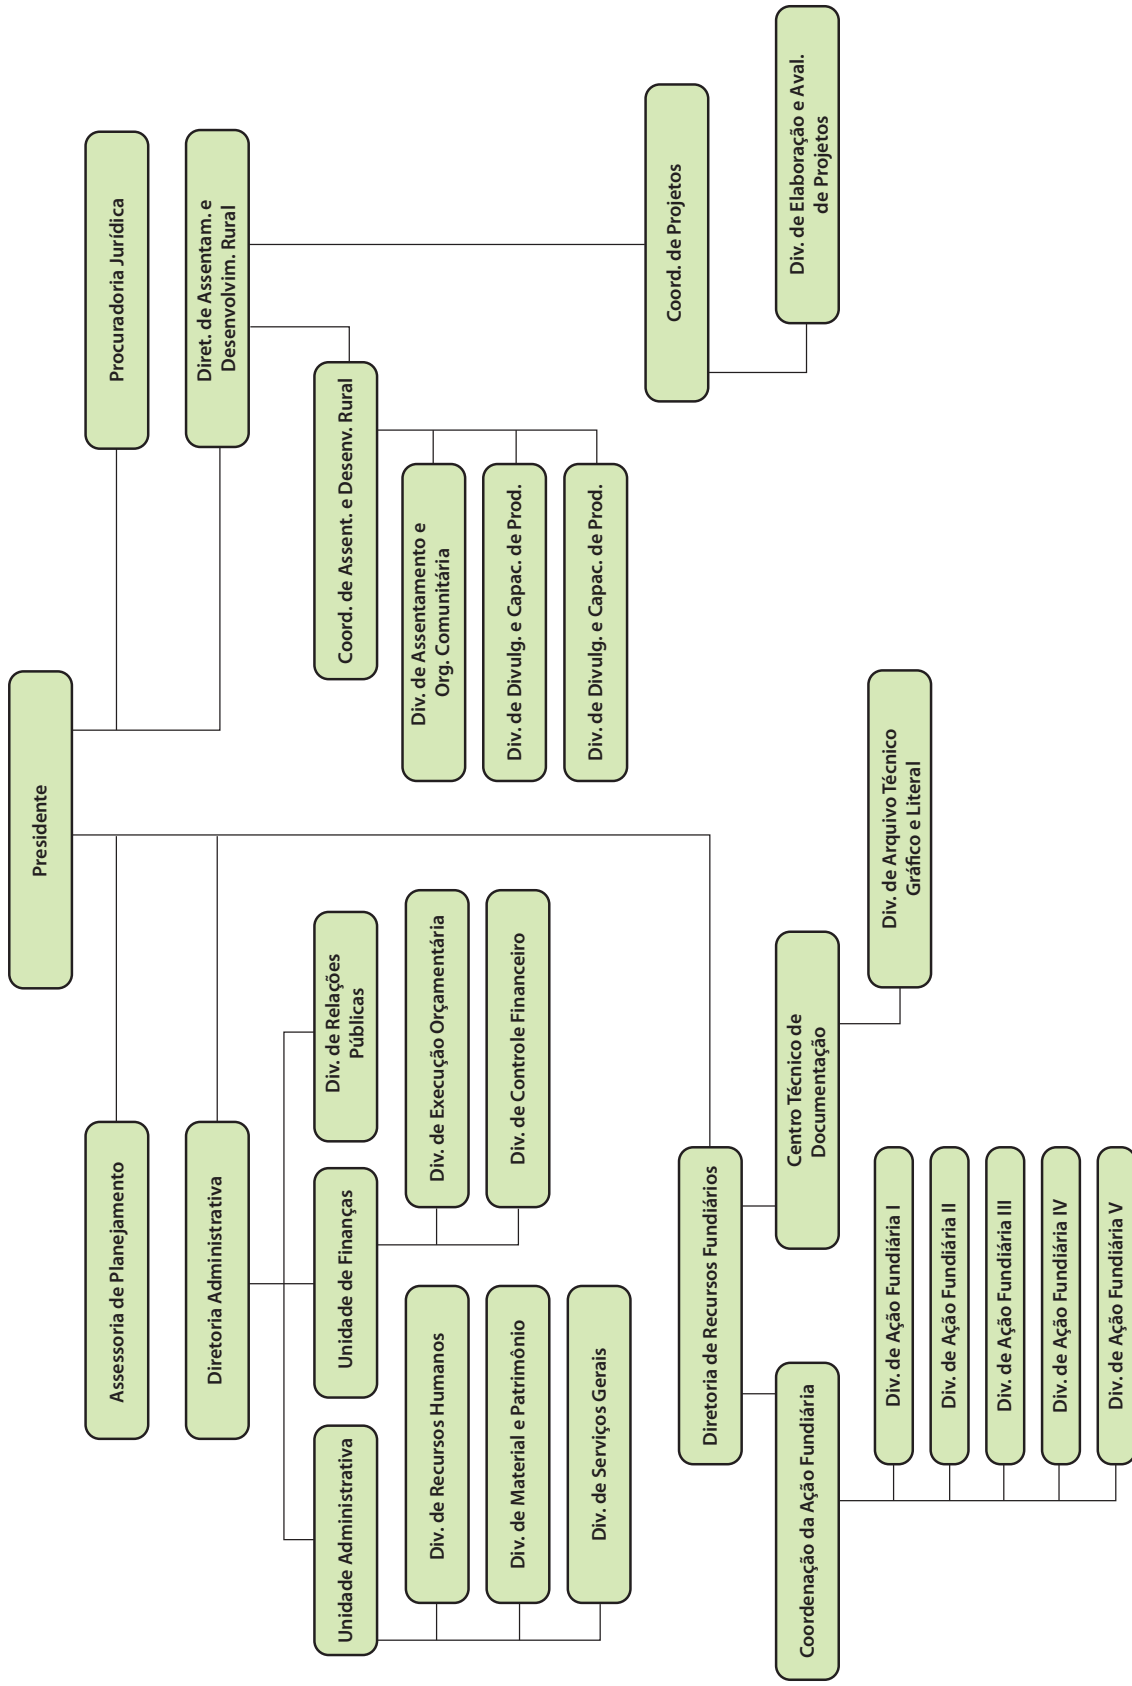 Presidente
Assessoria de Planejamento
Procuradoria Jurídica
Diretoria Administrativa
Diret. de Assentam. e
Desenvolvim. Rural
Unidade Administrativa
Unidade de Finanças
Div. de Relações
Públicas
Coord. de Assent. e Desenv. Rural
Div. de Recursos Humanos
Div. de Material e Patrimônio
Div. de Serviços Gerais
Div. de Execução Orçamentária
Div. de Controle Financeiro
Div. de Assentamento e
Org. Comunitária
Div. de Divulg. e Capac. de Prod.
Div. de Divulg. e Capac. de Prod.
Diretoria de Recursos Fundiários
Coord. de Projetos
Coordenação da Ação Fundiária
Centro Técnico de
Documentação
Div. de Elaboração e Aval.
de Projetos
Div. de Ação Fundiária I
Div. de Ação Fundiária II
Div. de Ação Fundiária III
Div. de Ação Fundiária IV
Div. de Ação Fundiária V
Div. de Arquivo Técnico
Gráfico e Literal